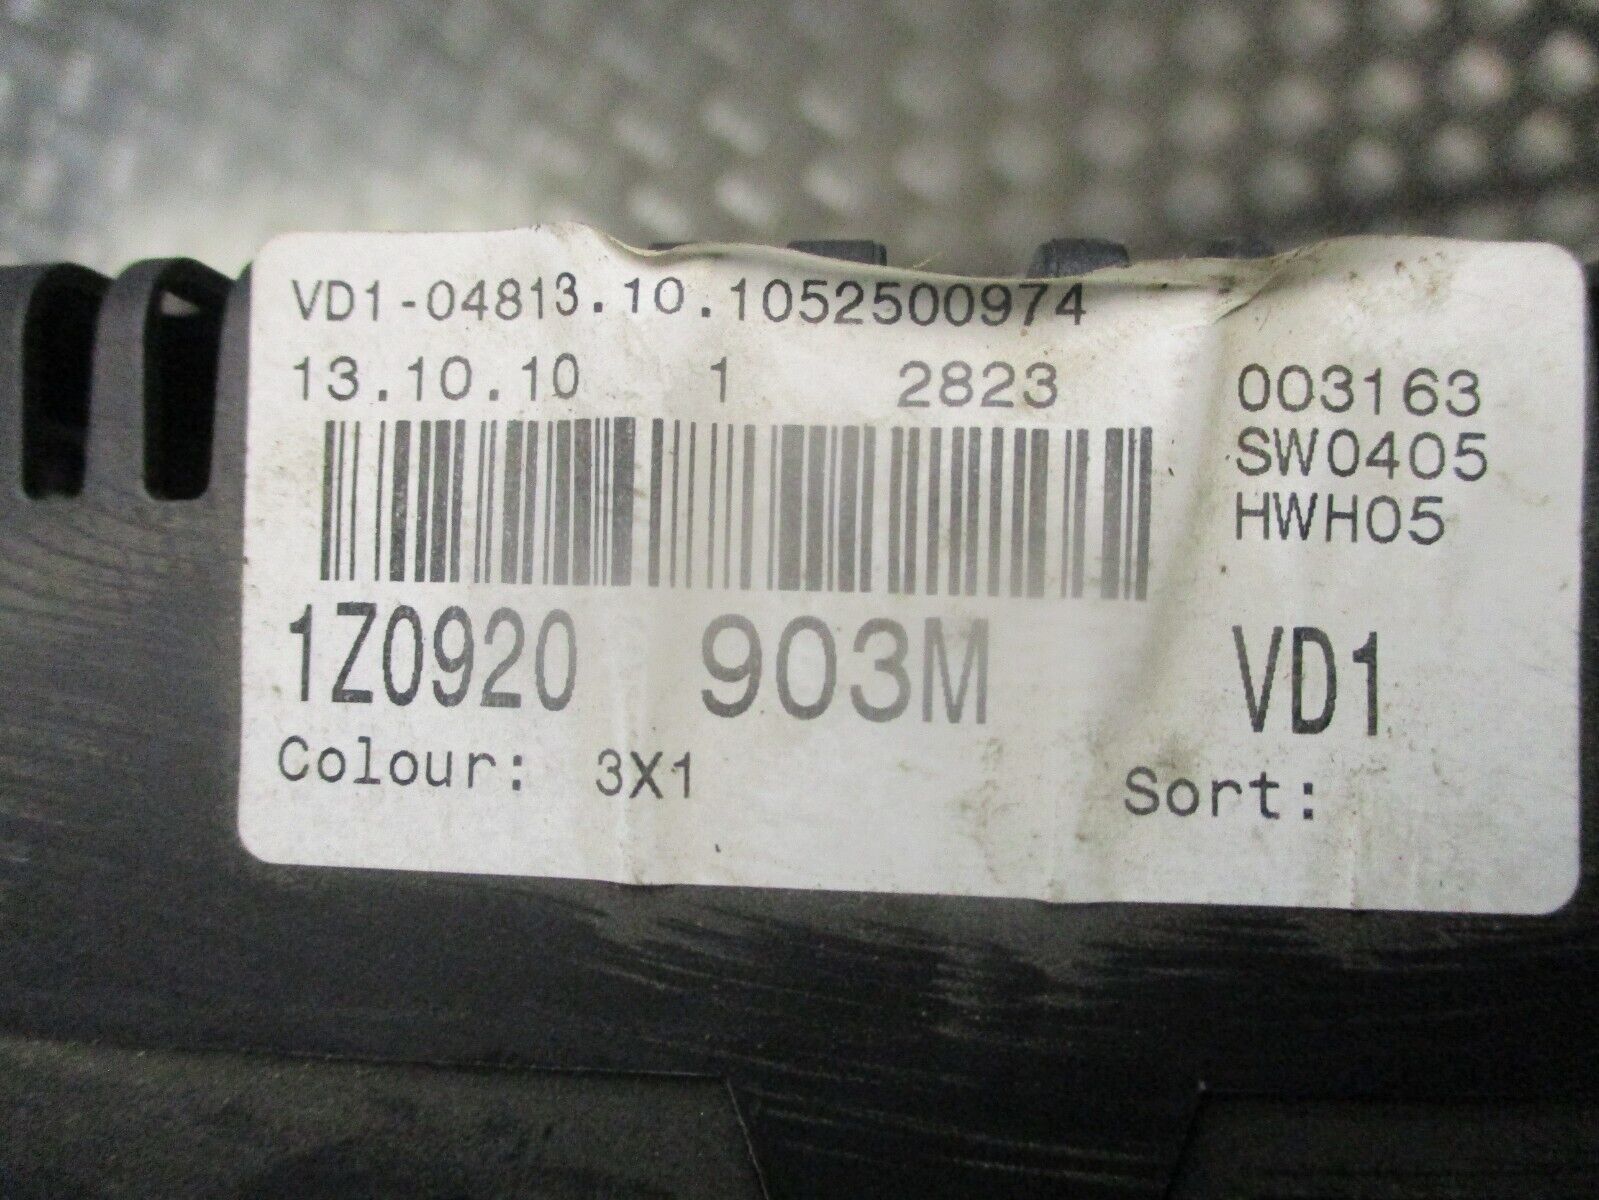 VD1-04813.10.1052500974
13.10.10 1 2823 003163
SW0405
HWH05
1Z0920 903M VD1
Colour: 3X1 Sort: